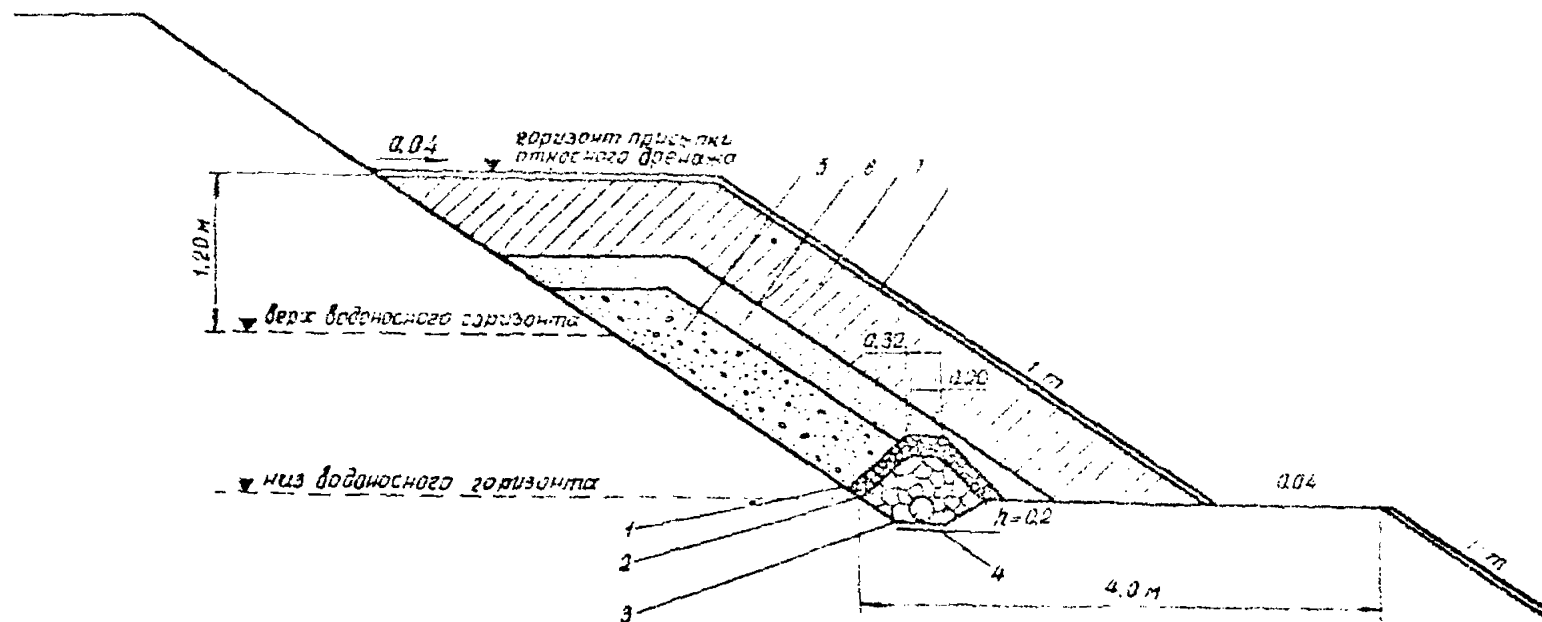 0.04
горизонт присыпки
откосного дренажа
5 6 7
1,20 м
верх водоносного горизонта
0.32
0.20
1:m
низ водоносного горизонта
0.04
1
2
3
h=0.2
4
4.0 м
1:m